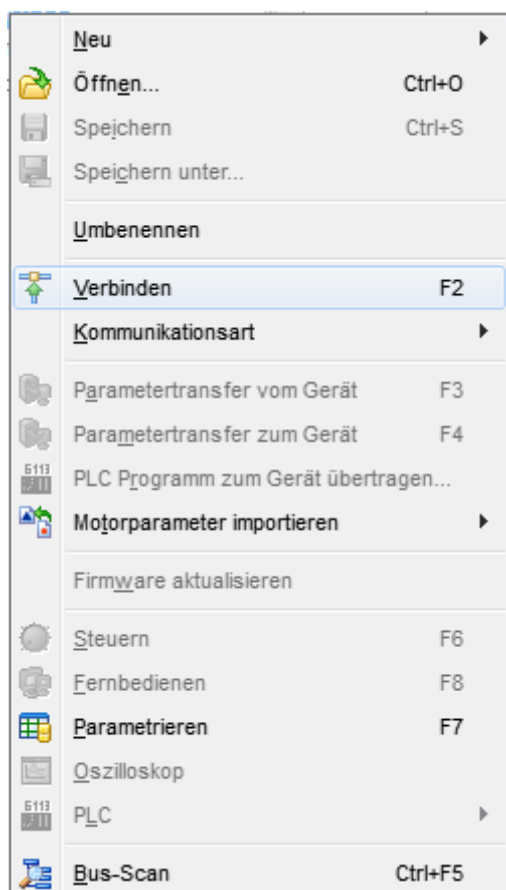 Neu
Öffnen... Ctrl+O
Speichern Ctrl+S
Speichern unter...
Umbenennen
Verbinden F2
Kommunikationsart
Parametertransfer vom Gerät F3
Parametertransfer zum Gerät F4
PLC Programm zum Gerät übertragen...
Motorparameter importieren
Firmware aktualisieren
Steuern F6
Fernbedienen F8
Parametrieren F7
Oszilloskop
PLC
Bus-Scan Ctrl+F5